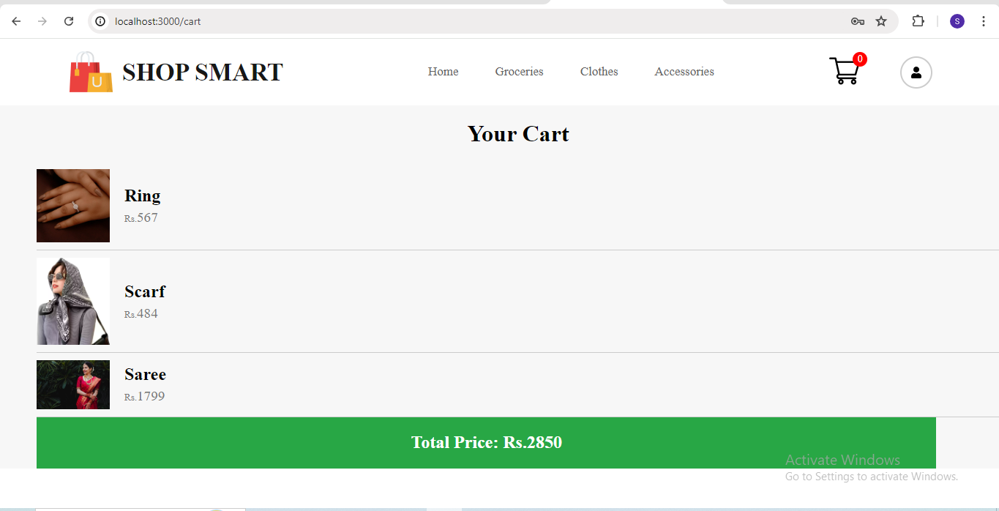 localhost:3000/cart
S
U
SHOP SMART
Home
Groceries
Clothes
Accessories
0
Your Cart
Ring
Rs.567
Scarf
Rs.484
Saree
Rs.1799
Total Price: Rs.2850
Activate Windows
Go to Settings to activate Windows.